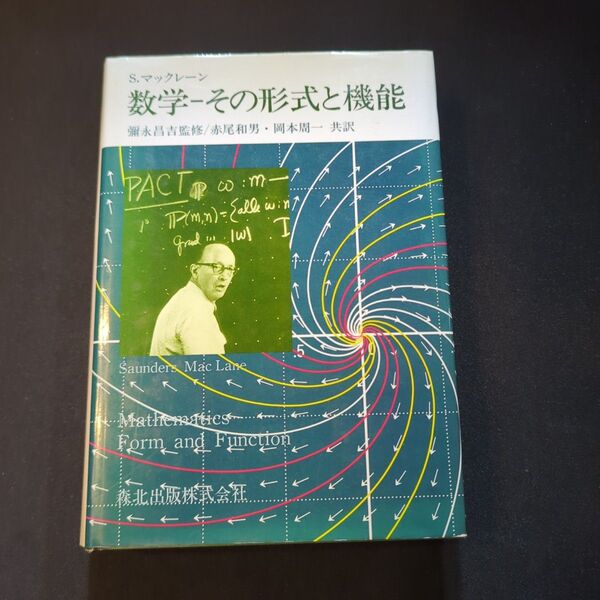 S.マックレーン
数学-その形式と機能
彌永昌吉監修/赤尾和男・岡本周一 共訳
PACT
Saunders Mac Lane
5
Mathematics
Form and Function
森北出版株式会社